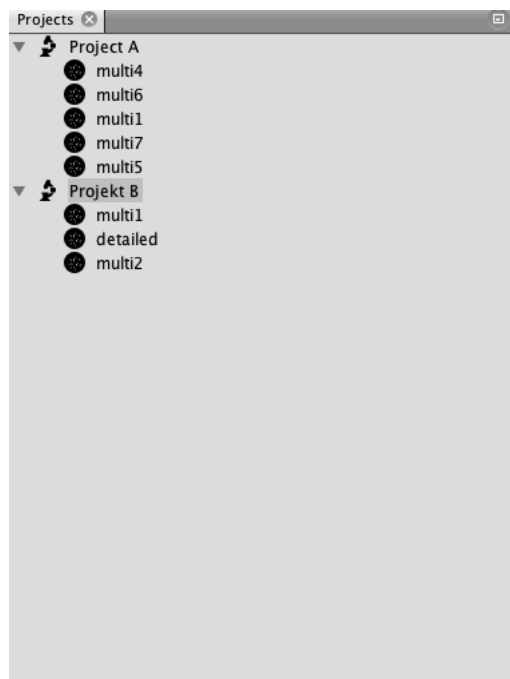 Projects
Project A
multi4
multi6
multi1
multi7
multi5
Projekt B
multi1
detailed
multi2